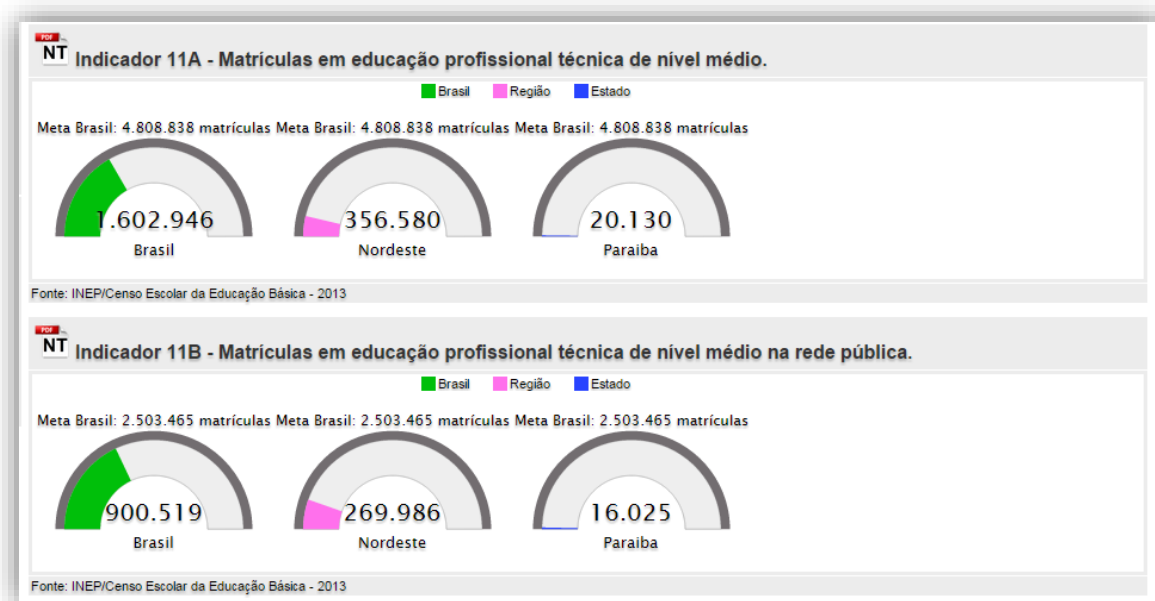 PDF
NT Indicador 11A - Matrículas em educação profissional técnica de nível médio.
Brasil Região Estado
Meta Brasil: 4.808.838 matrículas Meta Brasil: 4.808.838 matrículas Meta Brasil: 4.808.838 matrículas
1.602.946 356.580 20.130
Brasil Nordeste Paraiba
Fonte: INEP/Censo Escolar da Educação Básica - 2013
PDF
NT Indicador 11B - Matrículas em educação profissional técnica de nível médio na rede pública.
Brasil Região Estado
Meta Brasil: 2.503.465 matrículas Meta Brasil: 2.503.465 matrículas Meta Brasil: 2.503.465 matrículas
900.519 269.986 16.025
Brasil Nordeste Paraiba
Fonte: INEP/Censo Escolar da Educação Básica - 2013